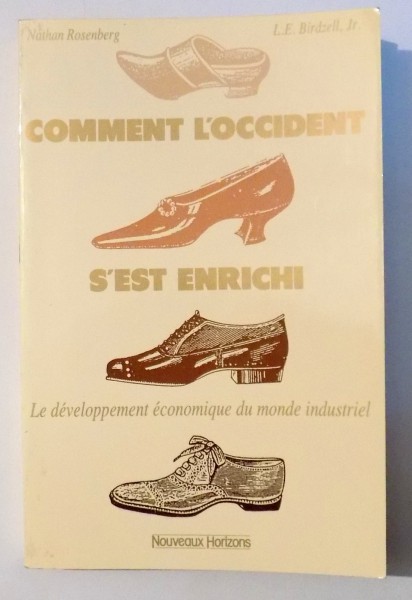 Nathan Rosenberg
L.E. Birdzell, Jr
COMMENT L'OCCIDENT
S'EST ENRICHI
Le développement économique du monde industriel
Nouveaux Horizons